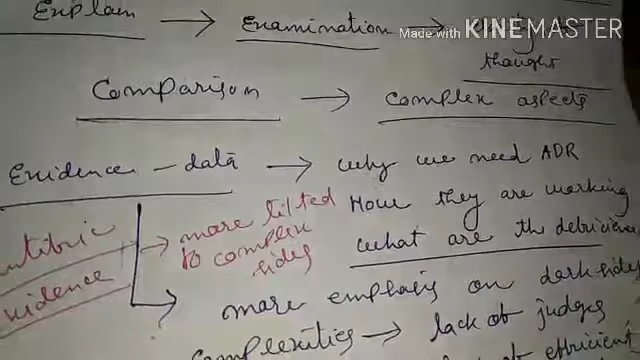 Explain → Examination →
Made with KINEMASTER
thought
Comparison → Complex aspects
Evidence - data → why we need ADR
How they are working
what are the
→ more tilted to complex sides
→ more emphasis on dark sides
Complexities → lack of judges
efficient